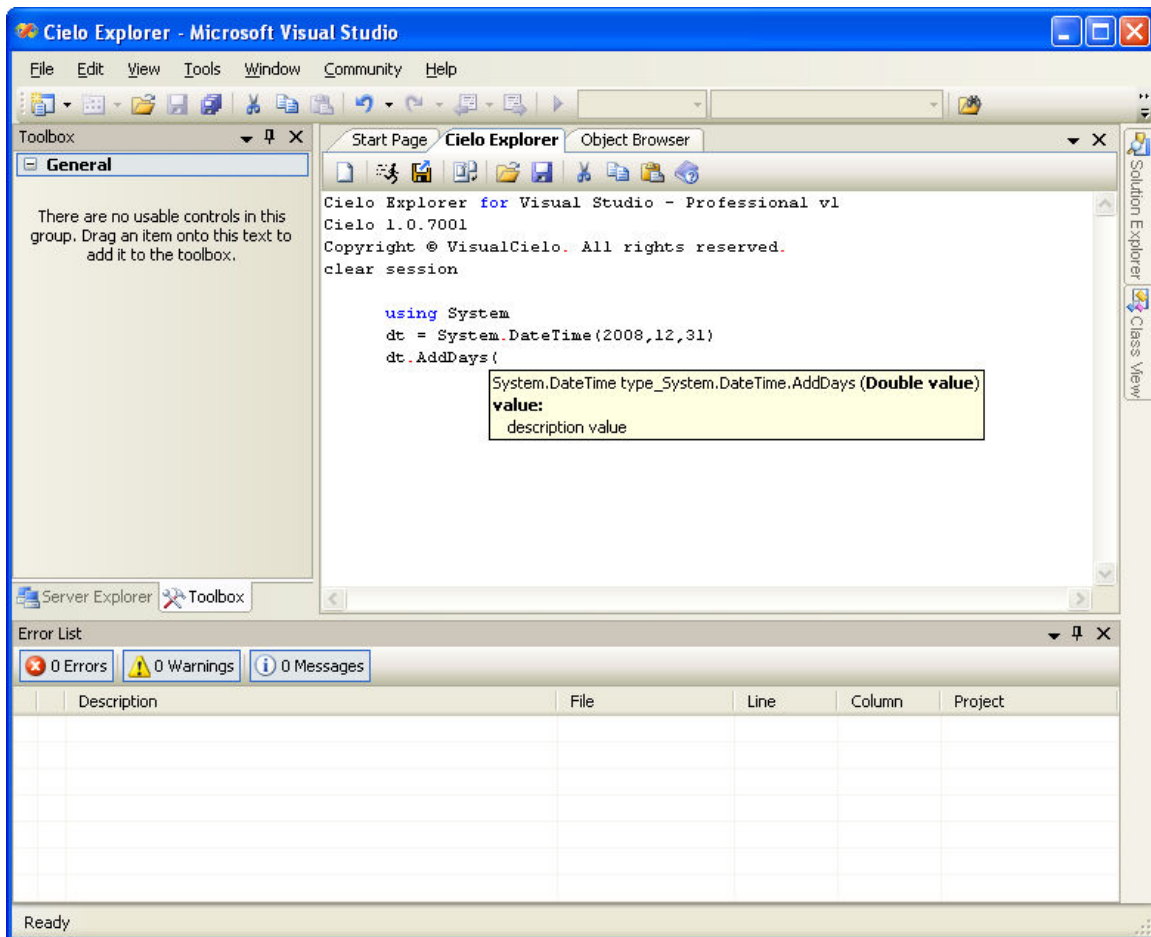 Cielo Explorer - Microsoft Visual Studio
File Edit View Tools Window Community Help
Toolbox
General
There are no usable controls in this
group. Drag an item onto this text to
add it to the toolbox.
Server Explorer Toolbox
Start Page Cielo Explorer Object Browser
Cielo Explorer for Visual Studio - Professional v1
Cielo 1.0.7001
Copyright © VisualCielo. All rights reserved.
clear session
using System
dt = System.DateTime(2008,12,31)
dt.AddDays(
System.DateTime type_System.DateTime.AddDays (Double value)
value:
description value
Solution Explorer
Class View
Error List
0 Errors 0 Warnings 0 Messages
Description File Line Column Project
Ready